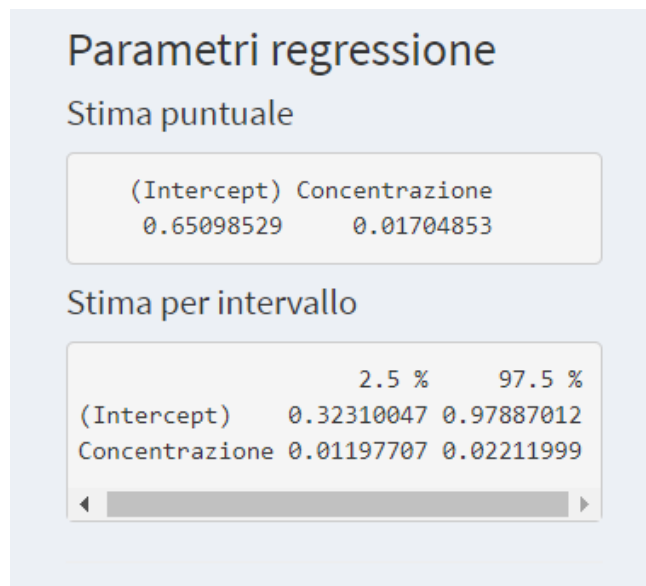 Parametri regressione
Stima puntuale
(Intercept) Concentrazione
0.65098529 0.01704853
Stima per intervallo
2.5 % 97.5 %
(Intercept) 0.32310047 0.97887012
Concentrazione 0.01197707 0.02211999